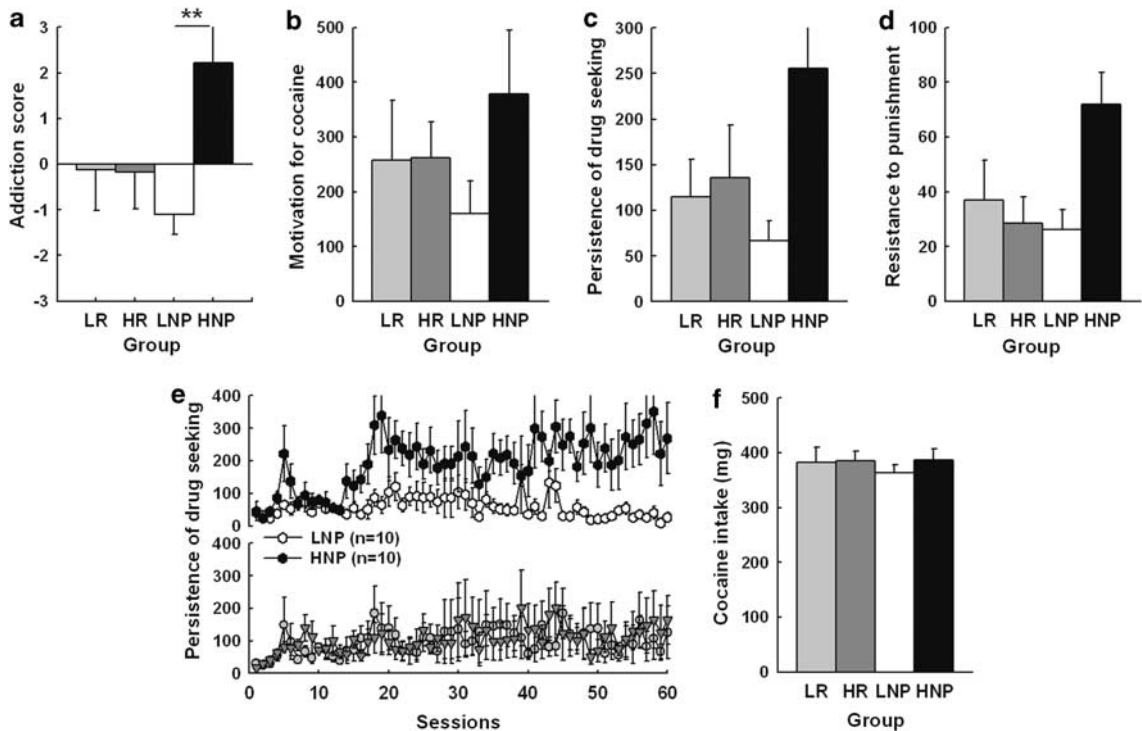 a
**
Addiction score
3
2
1
0
-1
-2
-3
LR HR LNP HNP
Group
b
Motivation for cocaine
500
400
300
200
100
0
LR HR LNP HNP
Group
c
Persistence of drug seeking
300
250
200
150
100
50
0
LR HR LNP HNP
Group
d
Resistance to punishment
100
80
60
40
20
0
LR HR LNP HNP
Group
e
Persistence of drug seeking
400
300
200
100
0
LNP (n=10)
HNP (n=10)
400
300
200
100
0
0 10 20 30 40 50 60
Sessions
f
Cocaine intake (mg)
500
400
300
200
100
0
LR HR LNP HNP
Group